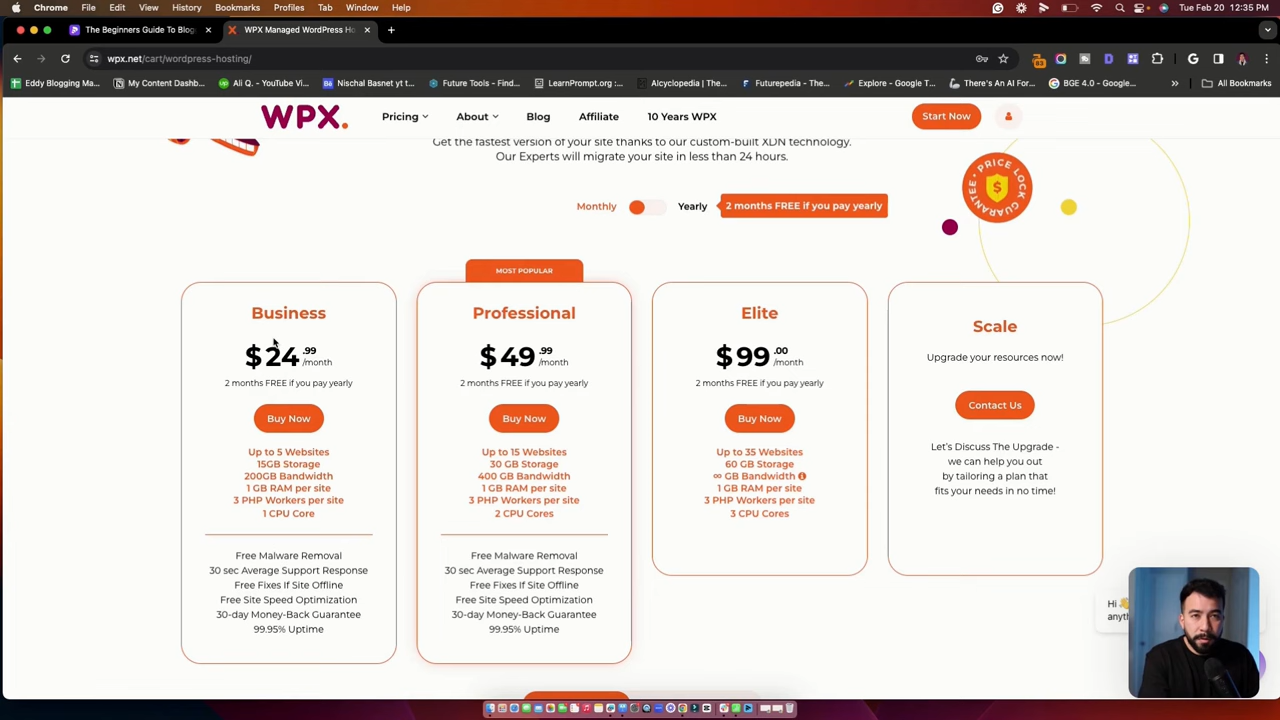 Chrome File Edit View History Bookmarks Profiles Tab Window Help
Tue Feb 20 12:35 PM
The Beginners Guide To Blog
WPX Managed WordPress Ho
wpx.net/cart/wordpress-hosting/
83
Eddy Blogging Ma...
My Content Dashbo...
Ali Q. - YouTube Vi...
Nischal Basnet yt t...
Future Tools - Find...
LearnPrompt.org :...
AIcyclopedia | The...
Futurepedia - The...
Explore - Google T...
There's An AI For...
BGE 4.0 - Google...
»
All Bookmarks
WPX.
Pricing
About
Blog
Affiliate
10 Years WPX
Start Now
Get the fastest version of your site thanks to our custom-built XDN technology.
Our Experts will migrate your site in less than 24 hours.
PRICE LOCK GUARANTEE
$
Monthly
Yearly
2 months FREE if you pay yearly
Business
$24.99/month
2 months FREE if you pay yearly
Buy Now
Up to 5 Websites
15GB Storage
200GB Bandwidth
1 GB RAM per site
3 PHP Workers per site
1 CPU Core
Free Malware Removal
30 sec Average Support Response
Free Fixes If Site Offline
Free Site Speed Optimization
30-day Money-Back Guarantee
99.95% Uptime
MOST POPULAR
Professional
$49.99/month
2 months FREE if you pay yearly
Buy Now
Up to 15 Websites
30 GB Storage
400 GB Bandwidth
1 GB RAM per site
3 PHP Workers per site
2 CPU Cores
Free Malware Removal
30 sec Average Support Response
Free Fixes If Site Offline
Free Site Speed Optimization
30-day Money-Back Guarantee
99.95% Uptime
Elite
$99.00/month
2 months FREE if you pay yearly
Buy Now
Up to 35 Websites
60 GB Storage
∞ GB Bandwidth
1 GB RAM per site
3 PHP Workers per site
3 CPU Cores
Scale
Upgrade your resources now!
Contact Us
Let's Discuss The Upgrade -
we can help you out
by tailoring a plan that
fits your needs in no time!
Hi
anyth